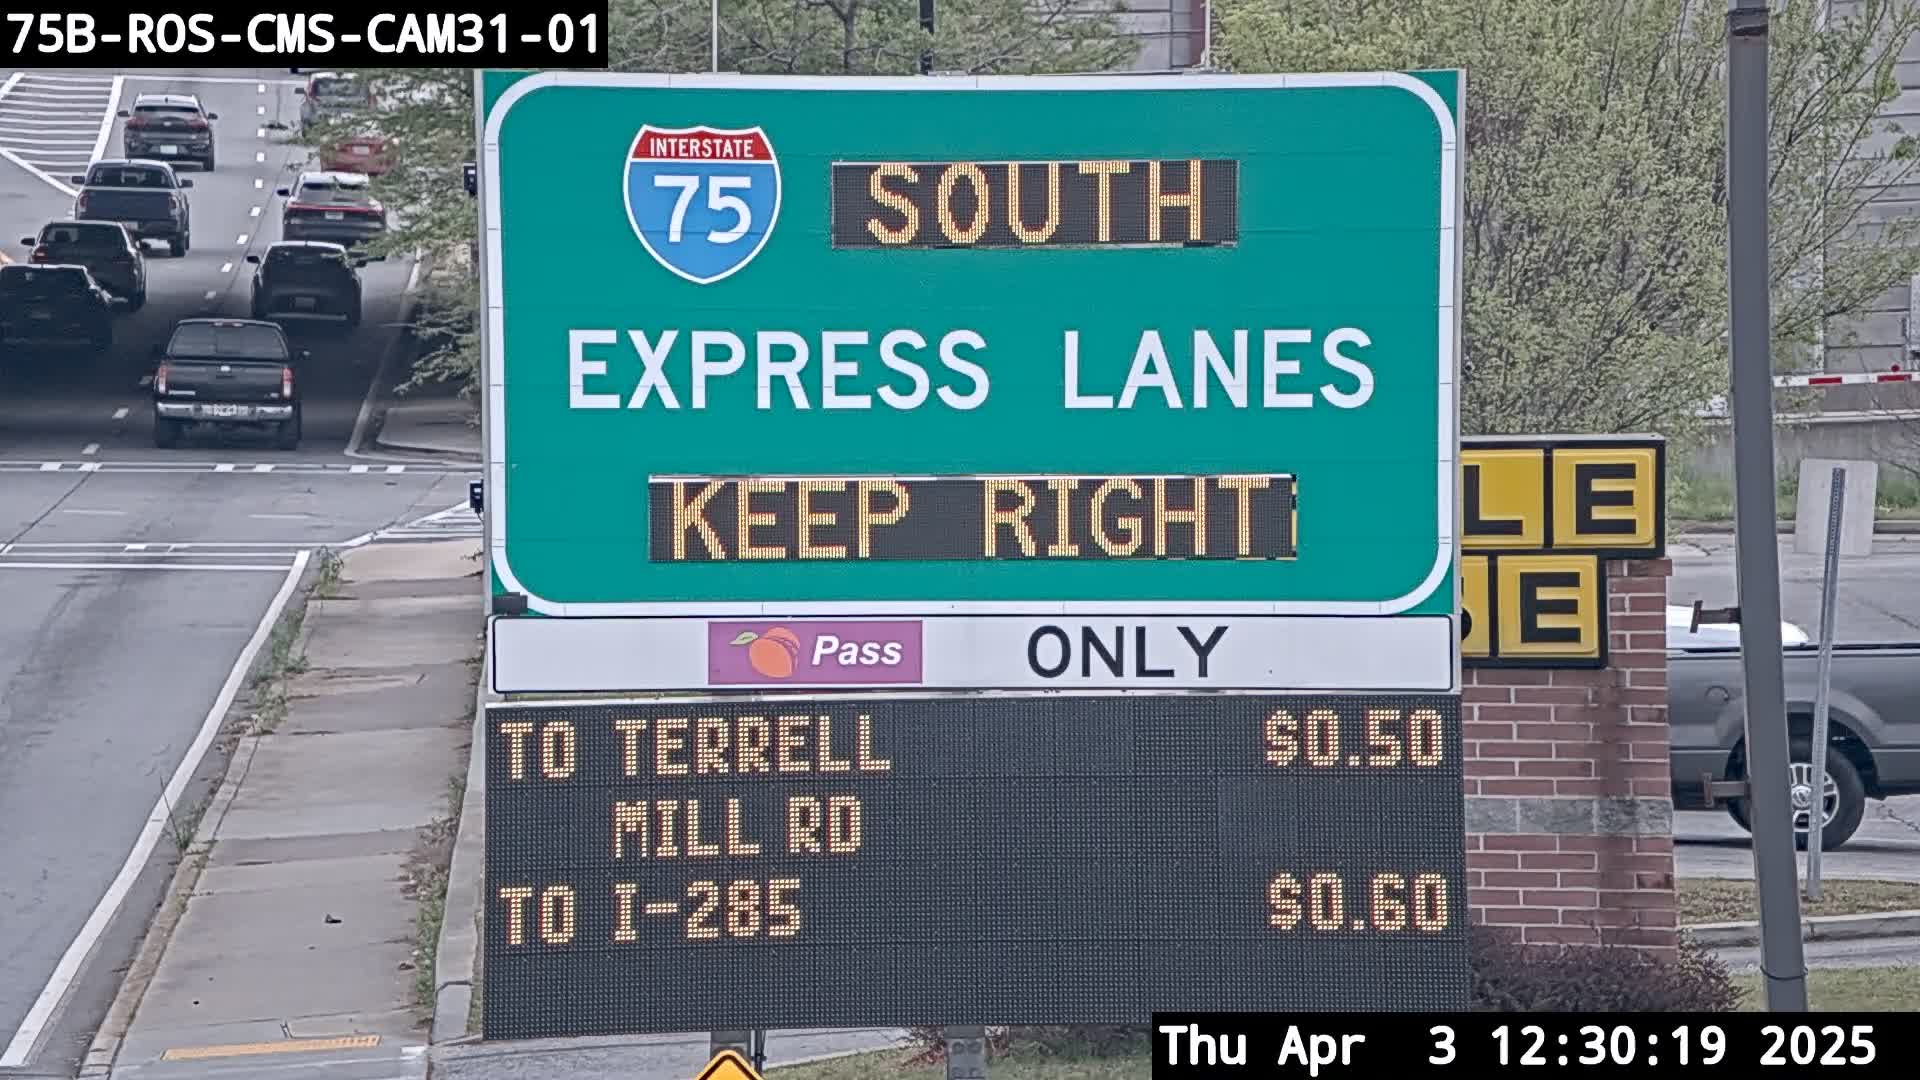 75B-ROS-CMS-CAM31-01
INTERSTATE
75 SOUTH
EXPRESS LANES
KEEP RIGHT
Pass ONLY
TO TERRELL $0.50
MILL RD
TO I-285 $0.60
LE
E
Thu Apr 3 12:30:19 2025